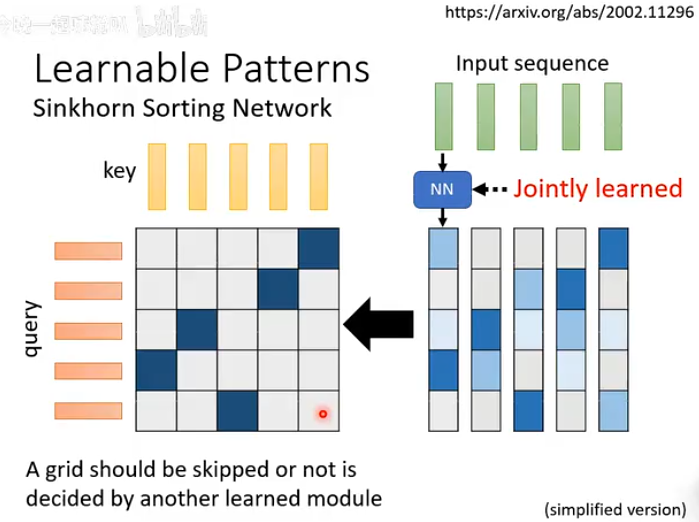 https://arxiv.org/abs/2002.11296
Learnable Patterns
Sinkhorn Sorting Network
Input sequence
key
NN
Jointly learned
query
A grid should be skipped or not is
decided by another learned module
(simplified version)